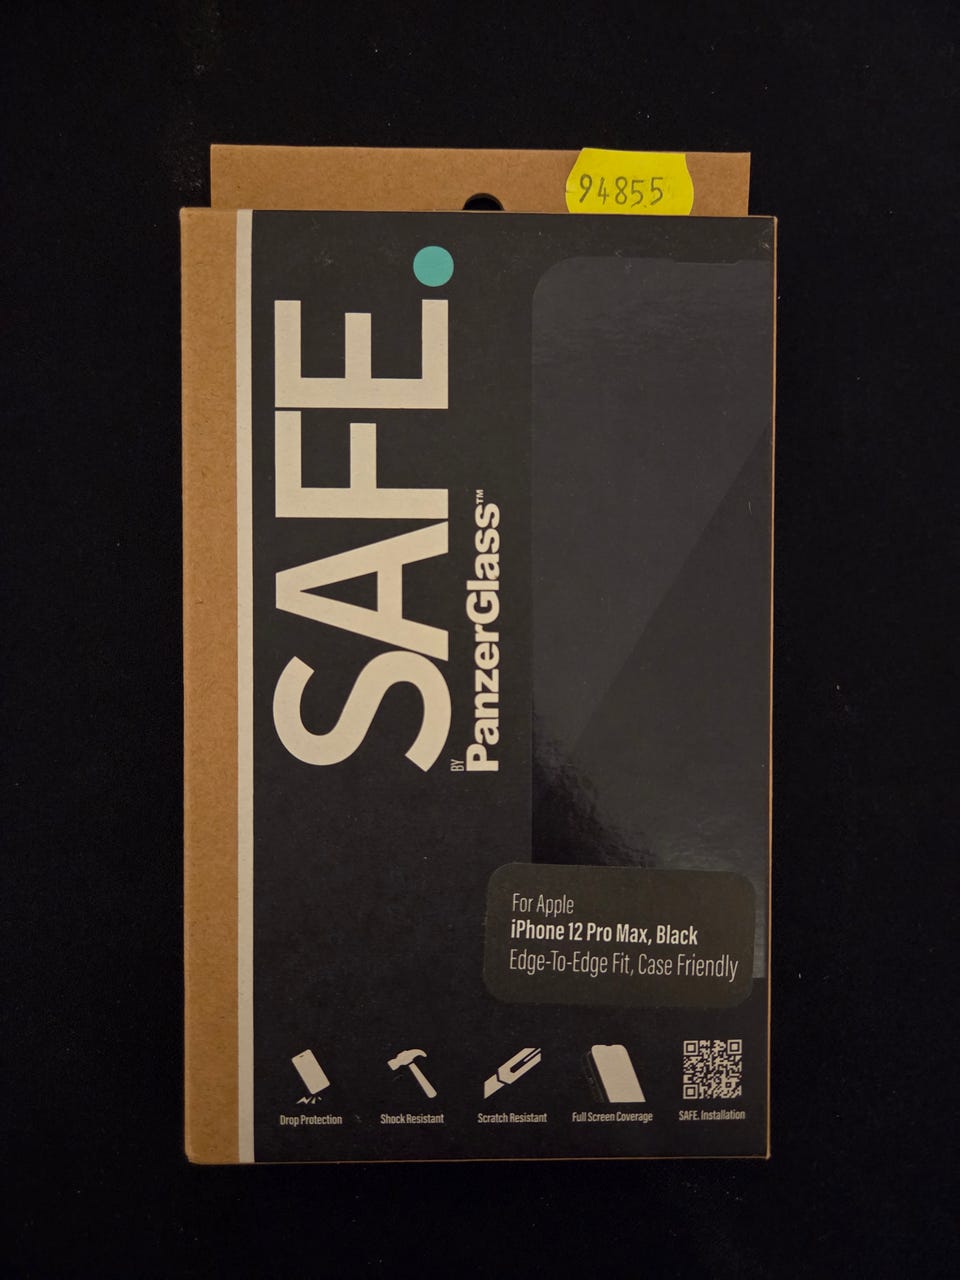 94855
SAFE.
BY PanzerGlass™
For Apple
iPhone 12 Pro Max, Black
Edge-To-Edge Fit, Case Friendly
Drop Protection
Shock Resistant
Scratch Resistant
Full Screen Coverage
SAFE. Installation